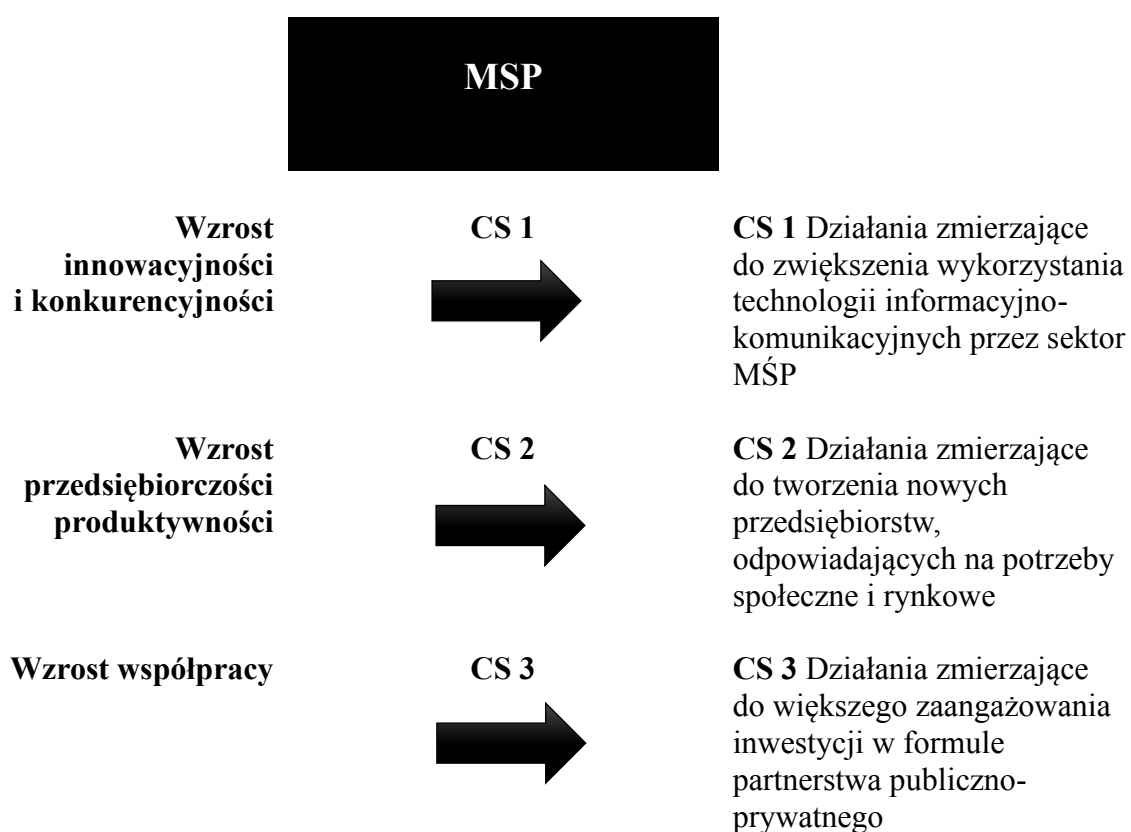 MSP
Wzrost
innowacyjności
i konkurencyjności
CS 1
CS 1 Działania zmierzające
do zwiększenia wykorzystania
technologii informacyjno-
komunikacyjnych przez sektor
MŚP
Wzrost
przedsiębiorczości
produktywności
CS 2
CS 2 Działania zmierzające
do tworzenia nowych
przedsiębiorstw,
odpowiadających na potrzeby
społeczne i rynkowe
Wzrost współpracy
CS 3
CS 3 Działania zmierzające
do większego zaangażowania
inwestycji w formule
partnerstwa publiczno-
prywatnego